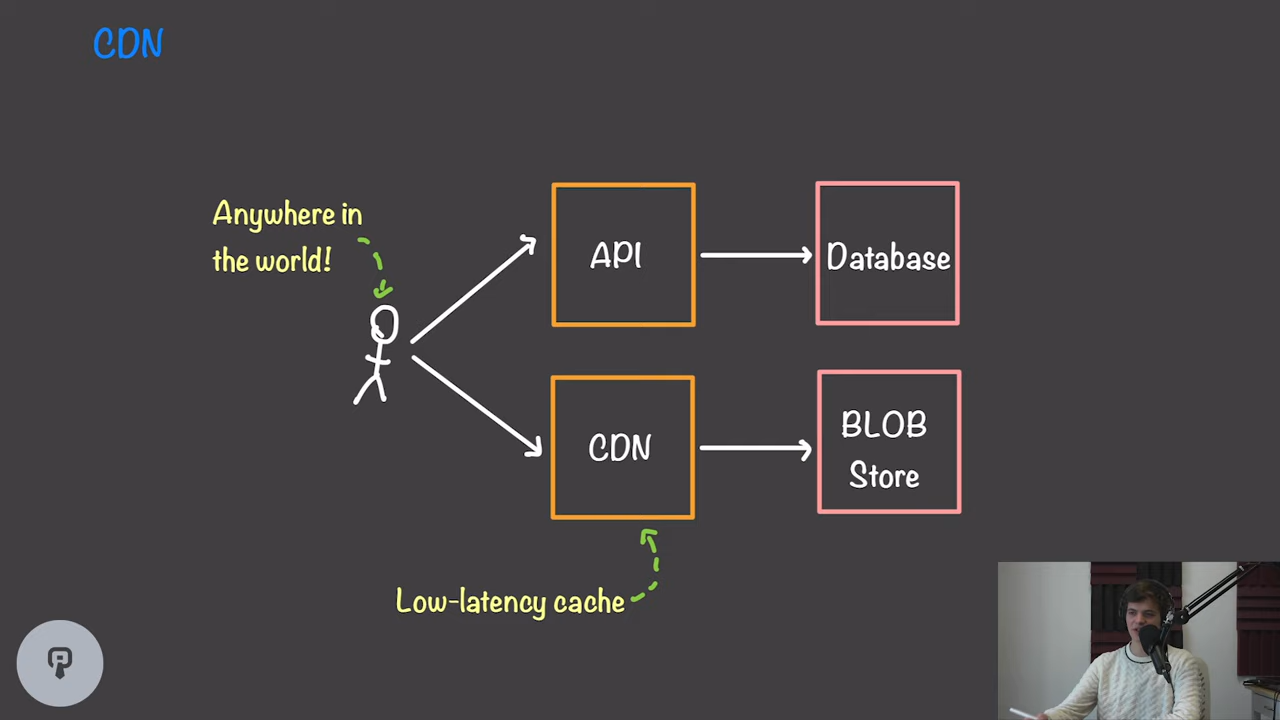 CDN
Anywhere in
the world!
API
Database
CDN
BLOB
Store
Low-latency cache